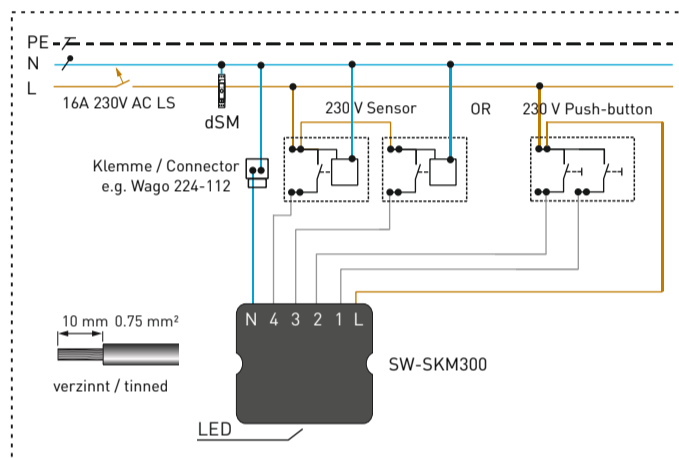 PE
N
L
16A 230V AC LS
dSM
230 V Sensor
OR
230 V Push-button
Klemme / Connector
e.g. Wago 224-112
N 4 3 2 1 L
10 mm 0.75 mm²
SW-SKM300
verzinnt / tinned
LED